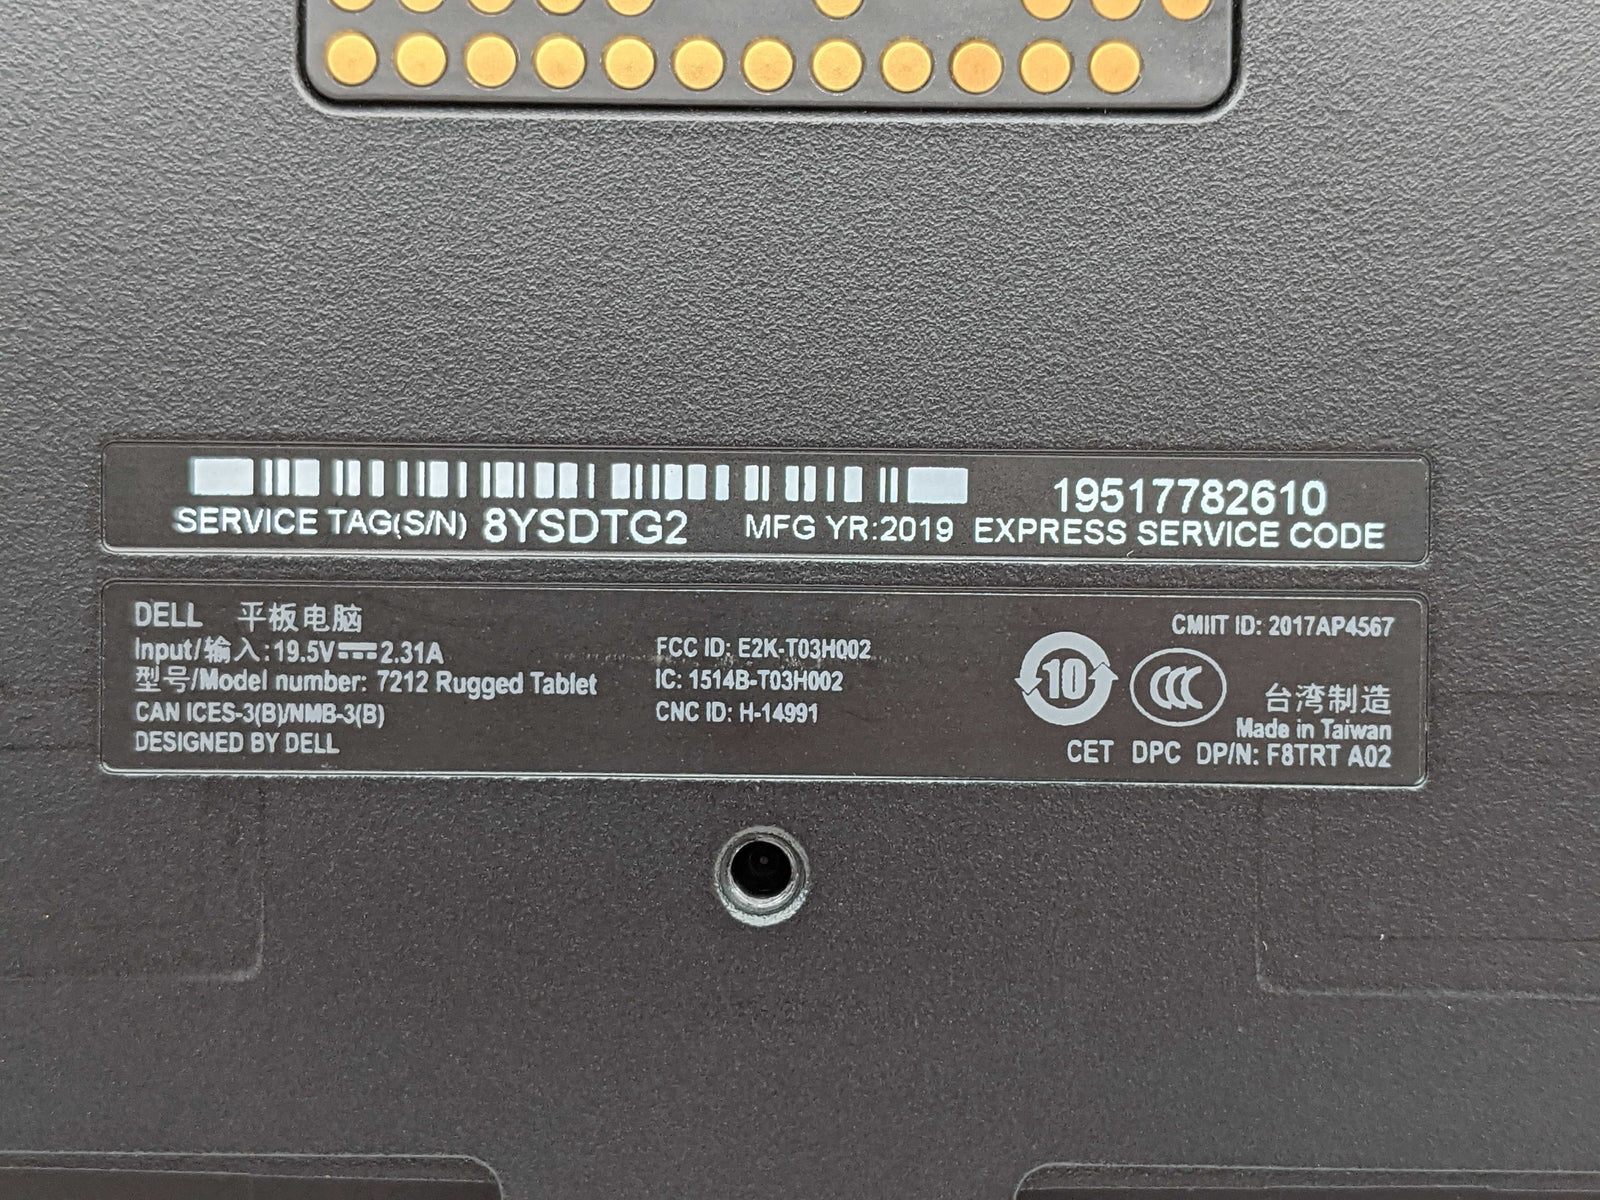 19517782610
SERVICE TAG(S/N) 8YSDTG2 MFG YR:2019 EXPRESS SERVICE CODE
DELL 平板电脑
Input/输入:19.5V⎓2.31A
型号/Model number: 7212 Rugged Tablet
CAN ICES-3(B)/NMB-3(B)
DESIGNED BY DELL
FCC ID: E2K-T03H002
IC: 1514B-T03H002
CNC ID: H-14991
10
CCC
CMIIT ID: 2017AP4567
台湾制造
Made in Taiwan
CET DPC DP/N: F8TRT A02